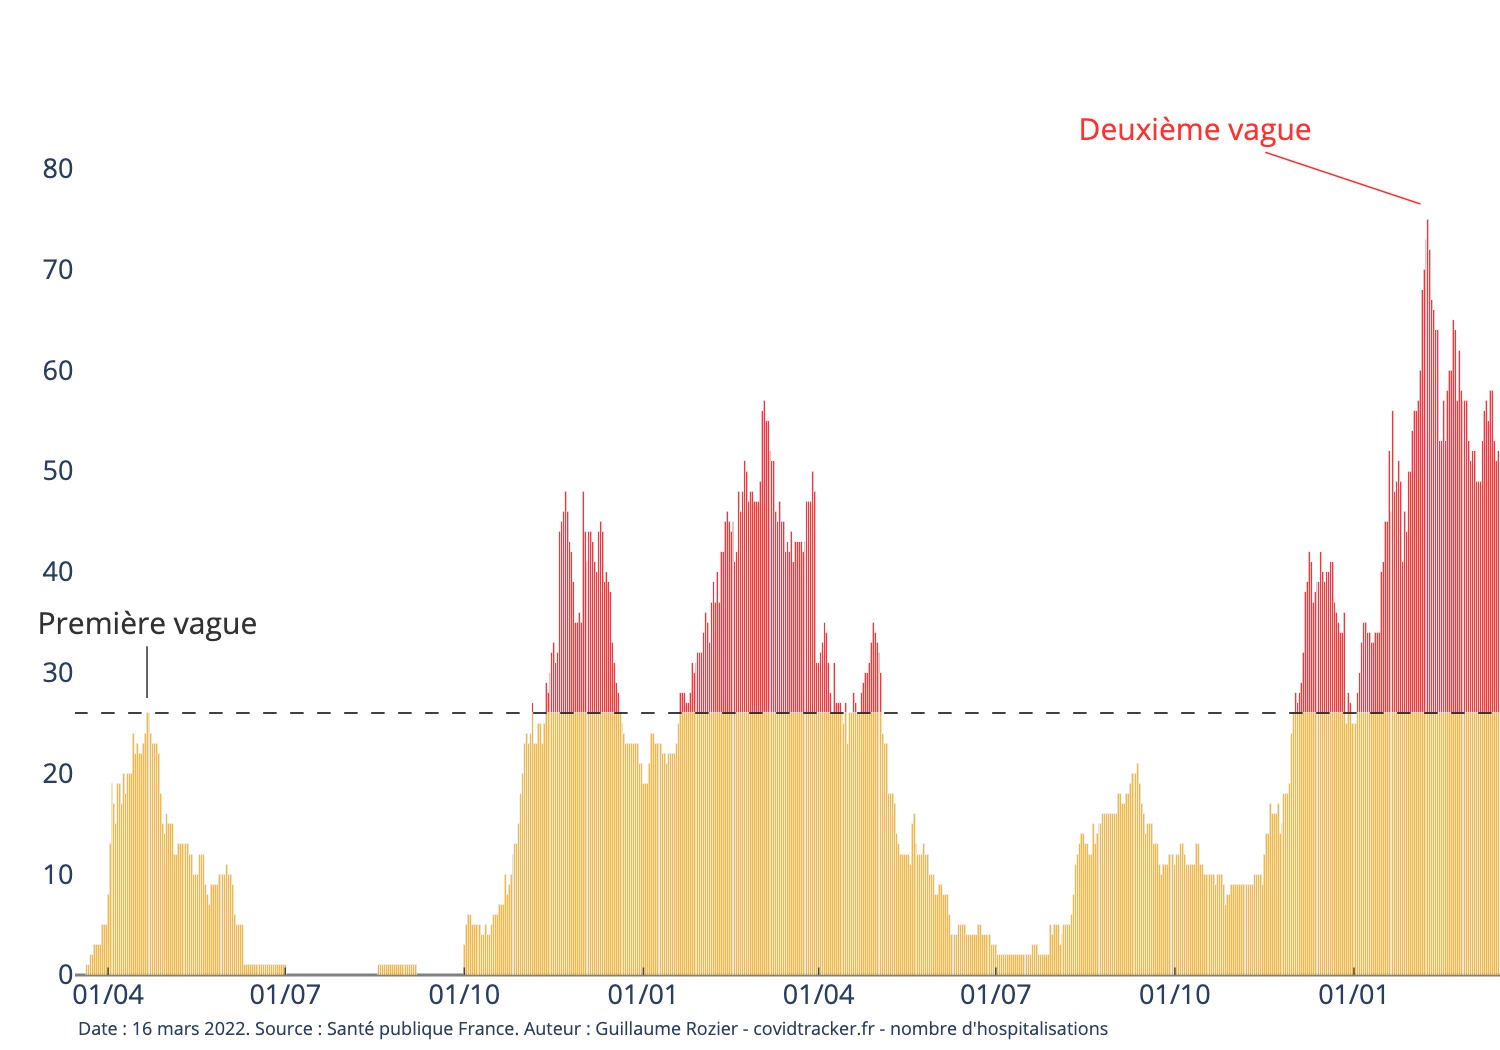 Deuxième vague
80
70
60
50
40
Première vague
30
20
10
0
01/04 01/07 01/10 01/01 01/04 01/07 01/10 01/01
Date : 16 mars 2022. Source : Santé publique France. Auteur : Guillaume Rozier - covidtracker.fr - nombre d'hospitalisations